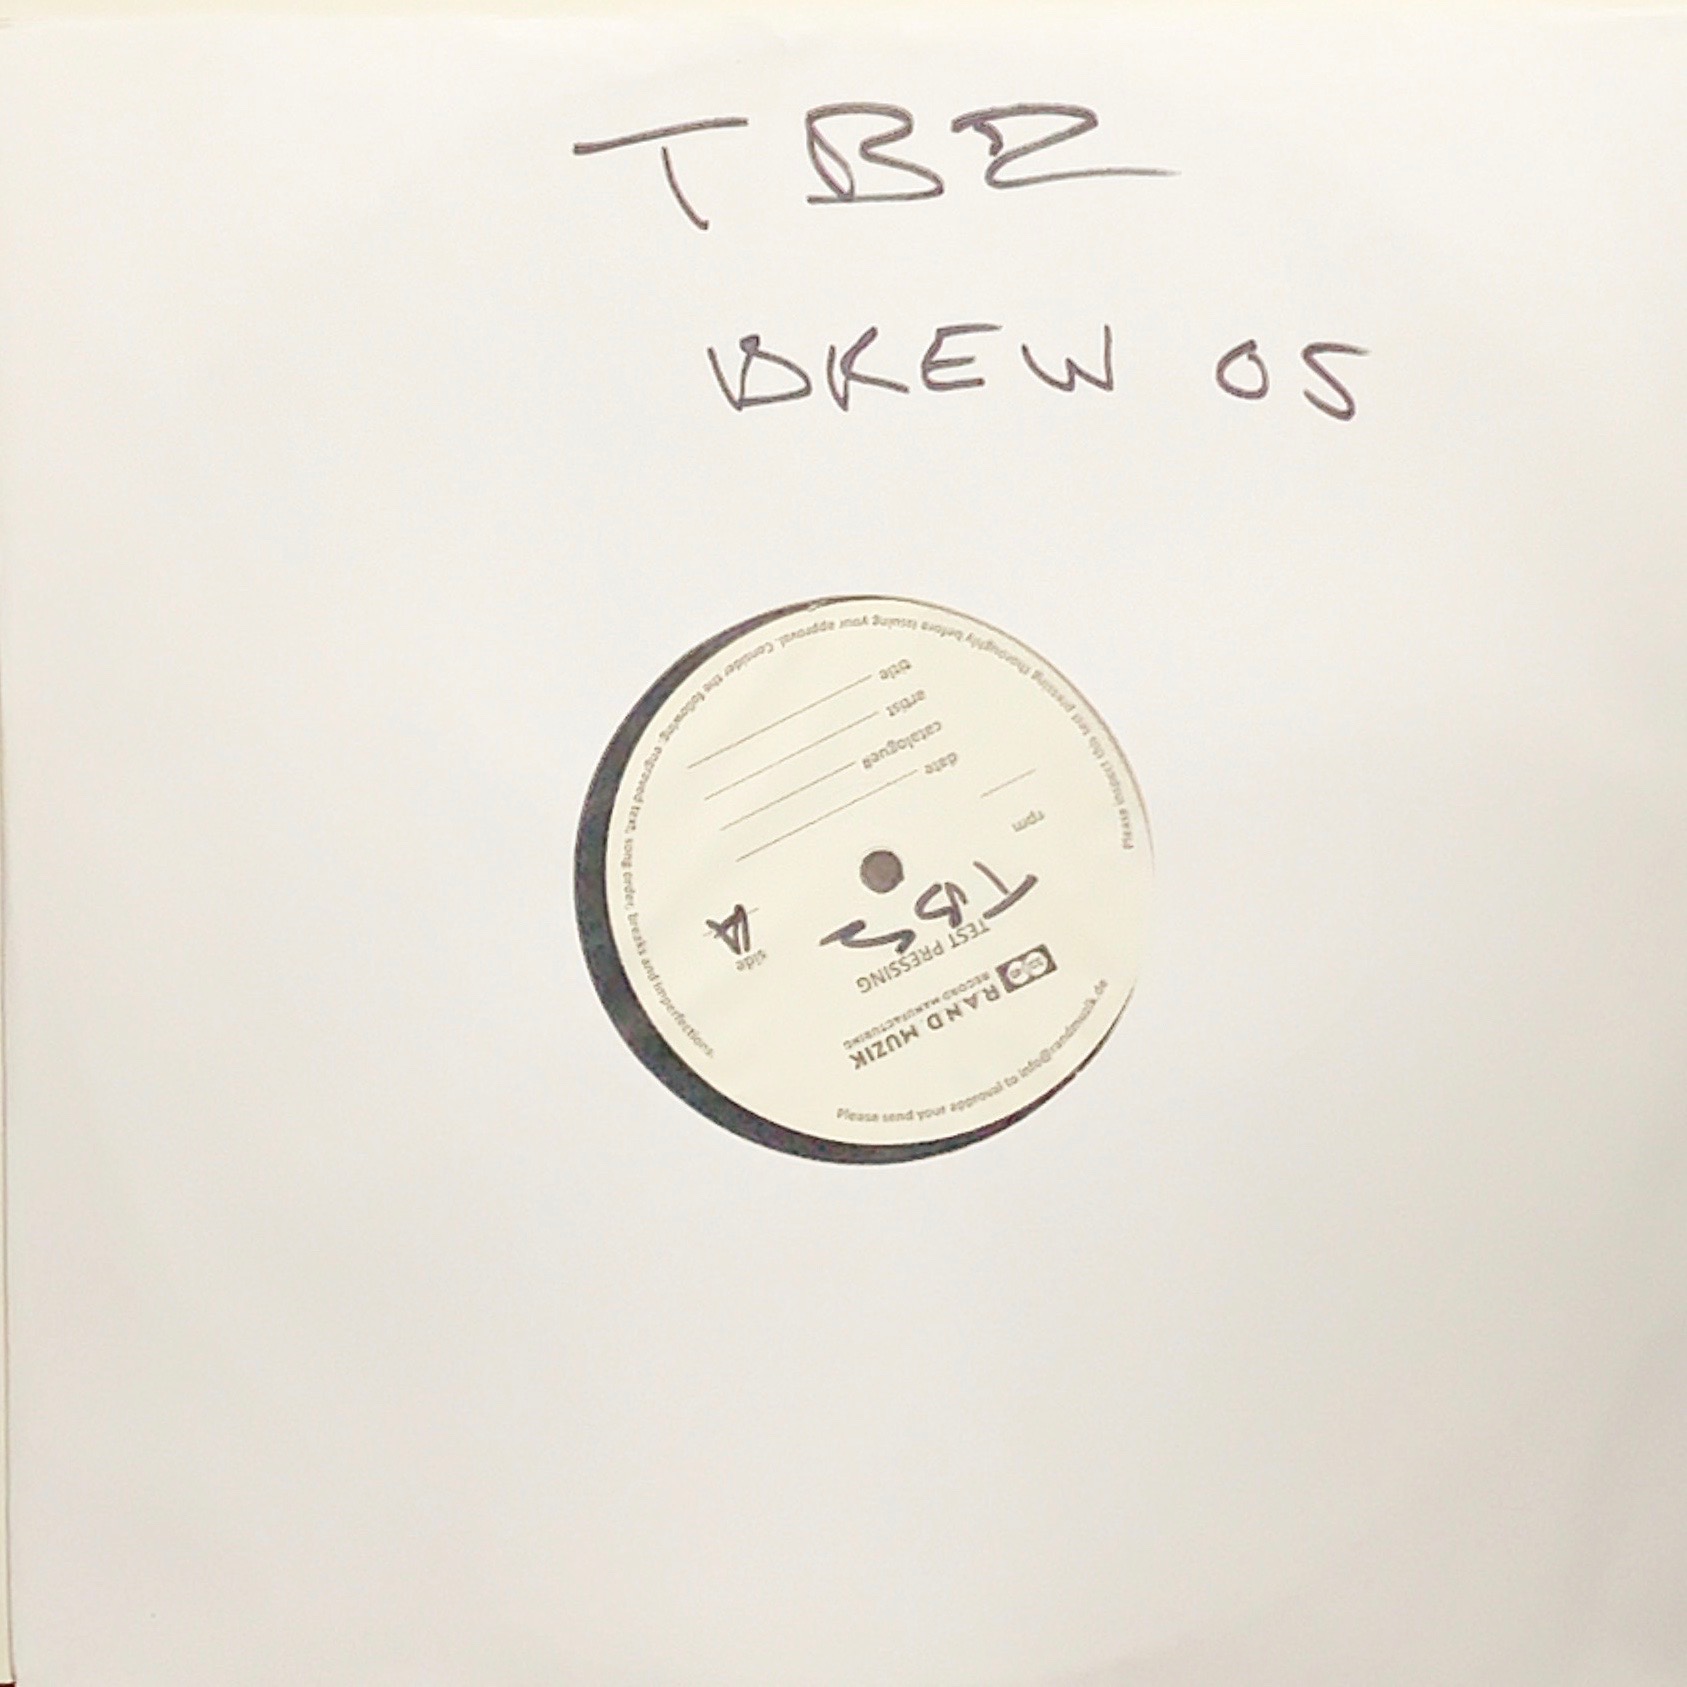 TBZ
BREW 05
Please inspect this test pressing thoroughly before issuing your approval. Consider the following: engraved text, song order, breaks and imperfections.
title
artist
catalogue#
date
rpm
side A
TEST PRESSING
RAND MUZIK
RECORD MANUFACTURING
Please send your approval to info@randmuzik.de